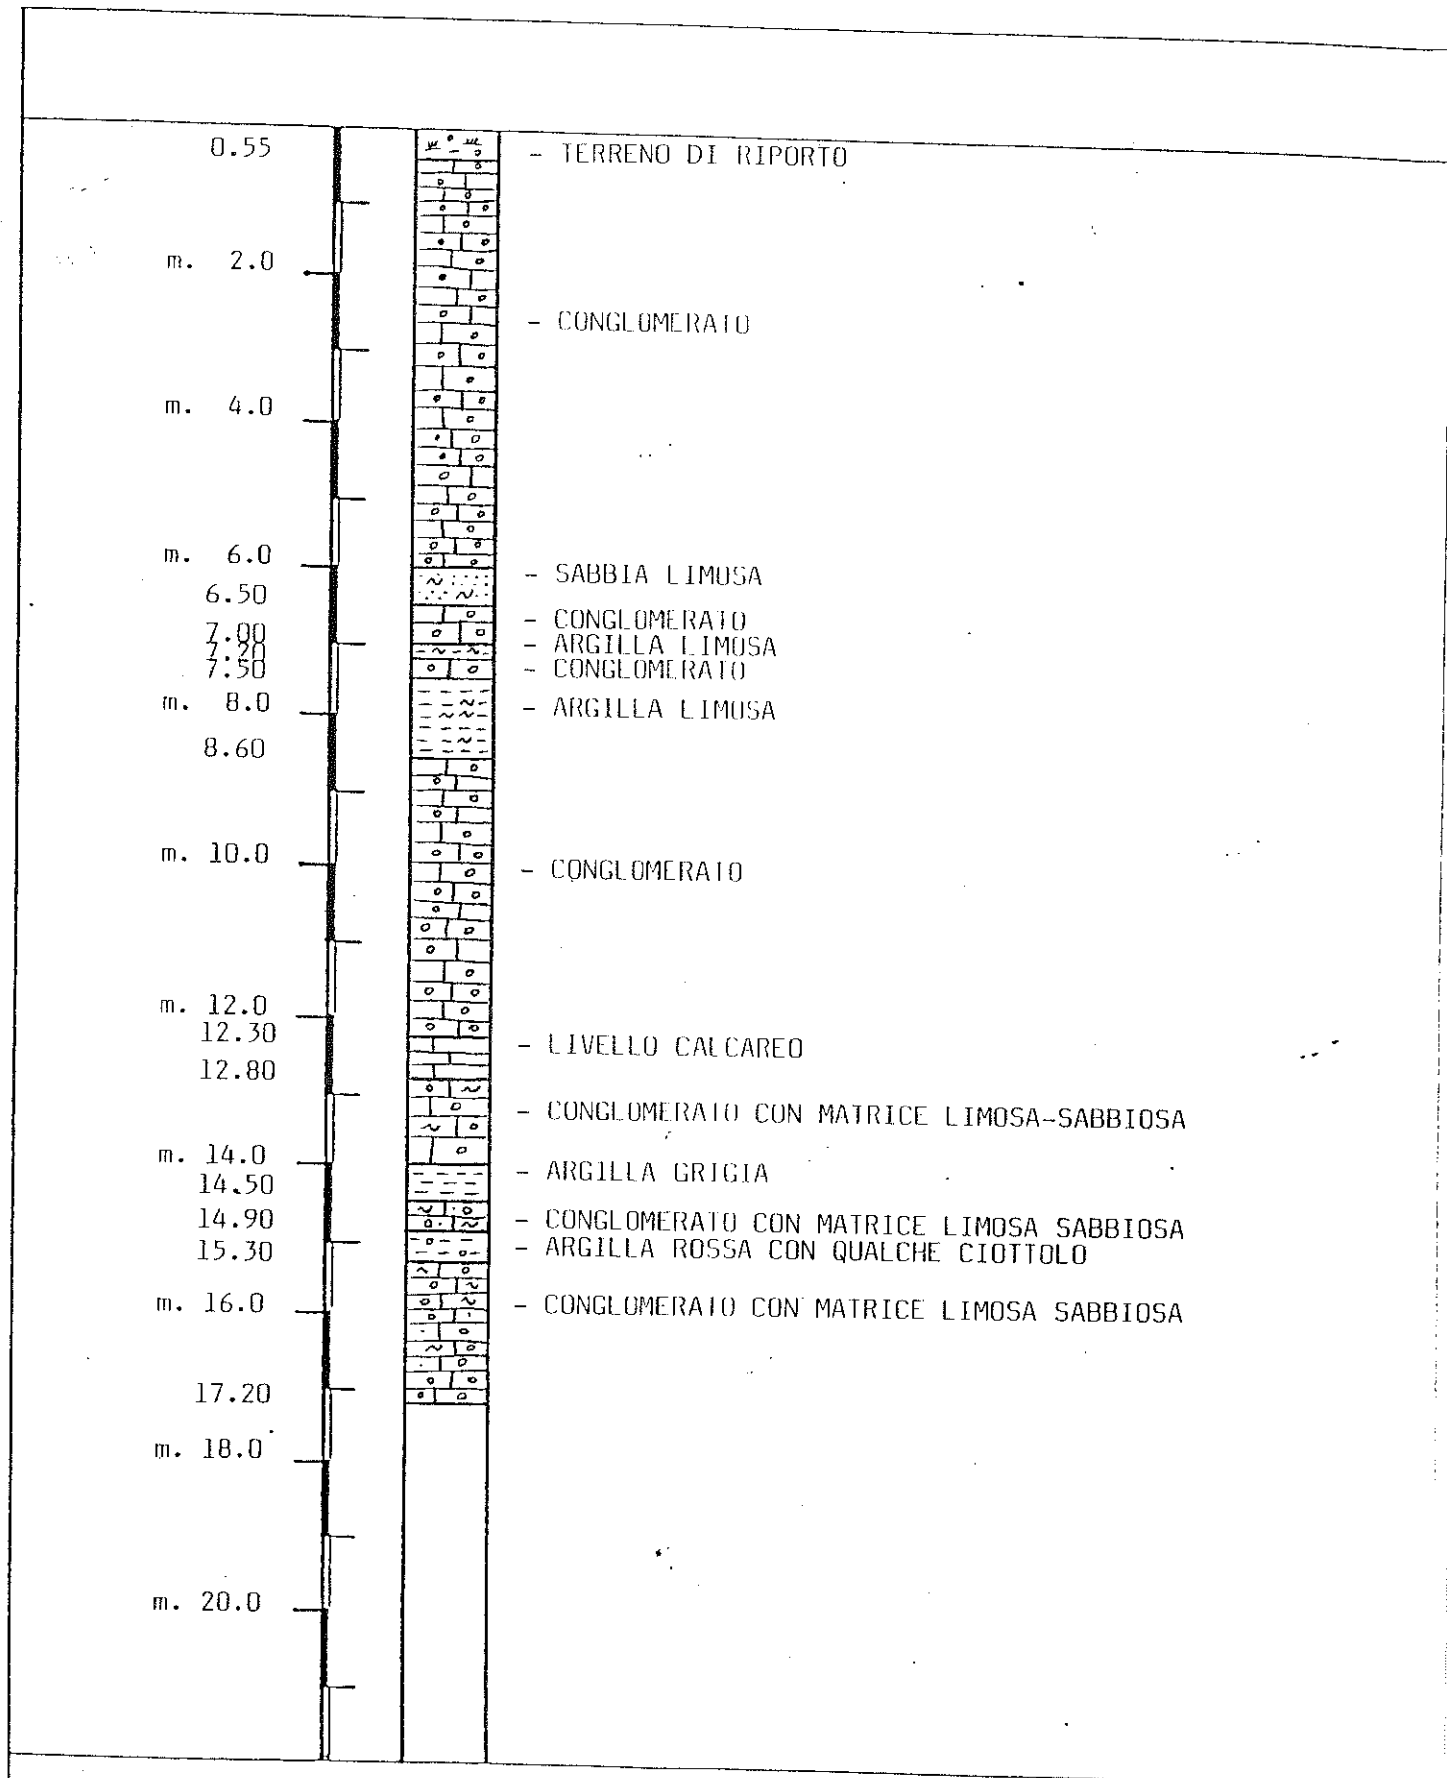 0.55 - TERRENO DI RIPORTO
m. 2.0
- CONGLOMERATO
m. 4.0
m. 6.0
- SABBIA LIMOSA
6.50
- CONGLOMERATO
7.00
- ARGILLA LIMOSA
7.20
7.50 - CONGLOMERATO
m. 8.0 - ARGILLA LIMOSA
8.60
m. 10.0 - CONGLOMERATO
m. 12.0
12.30
- LIVELLO CALCAREO
12.80
- CONGLOMERATO CON MATRICE LIMOSA-SABBIOSA
m. 14.0
- ARGILLA GRIGIA
14.50
14.90 - CONGLOMERATO CON MATRICE LIMOSA SABBIOSA
15.30 - ARGILLA ROSSA CON QUALCHE CIOTTOLO
m. 16.0 - CONGLOMERATO CON MATRICE LIMOSA SABBIOSA
17.20
m. 18.0
m. 20.0